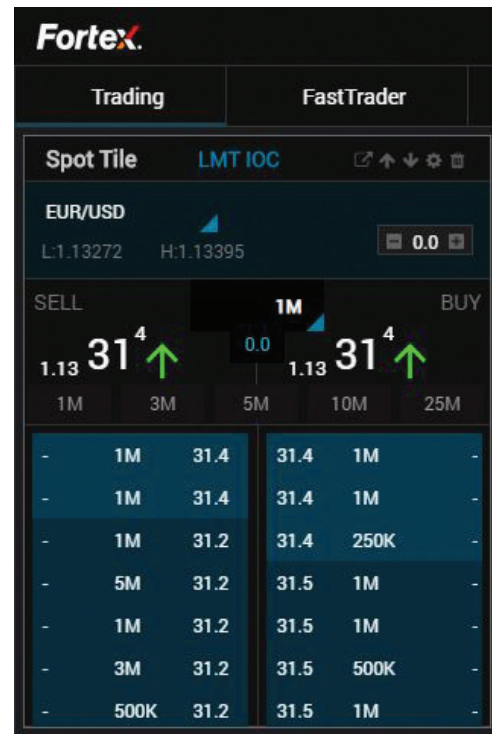 Fortex.
Trading FastTrader
Spot Tile LMT IOC
EUR/USD
L:1.13272 H:1.13395 0.0
SELL 1M BUY
1.13 31 4 0.0 1.13 31 4
1M 3M 5M 10M 25M
- 1M 31.4 31.4 1M -
- 1M 31.4 31.4 1M -
- 1M 31.2 31.4 250K -
- 5M 31.2 31.5 1M -
- 1M 31.2 31.5 1M -
- 3M 31.2 31.5 500K -
- 500K 31.2 31.5 1M -